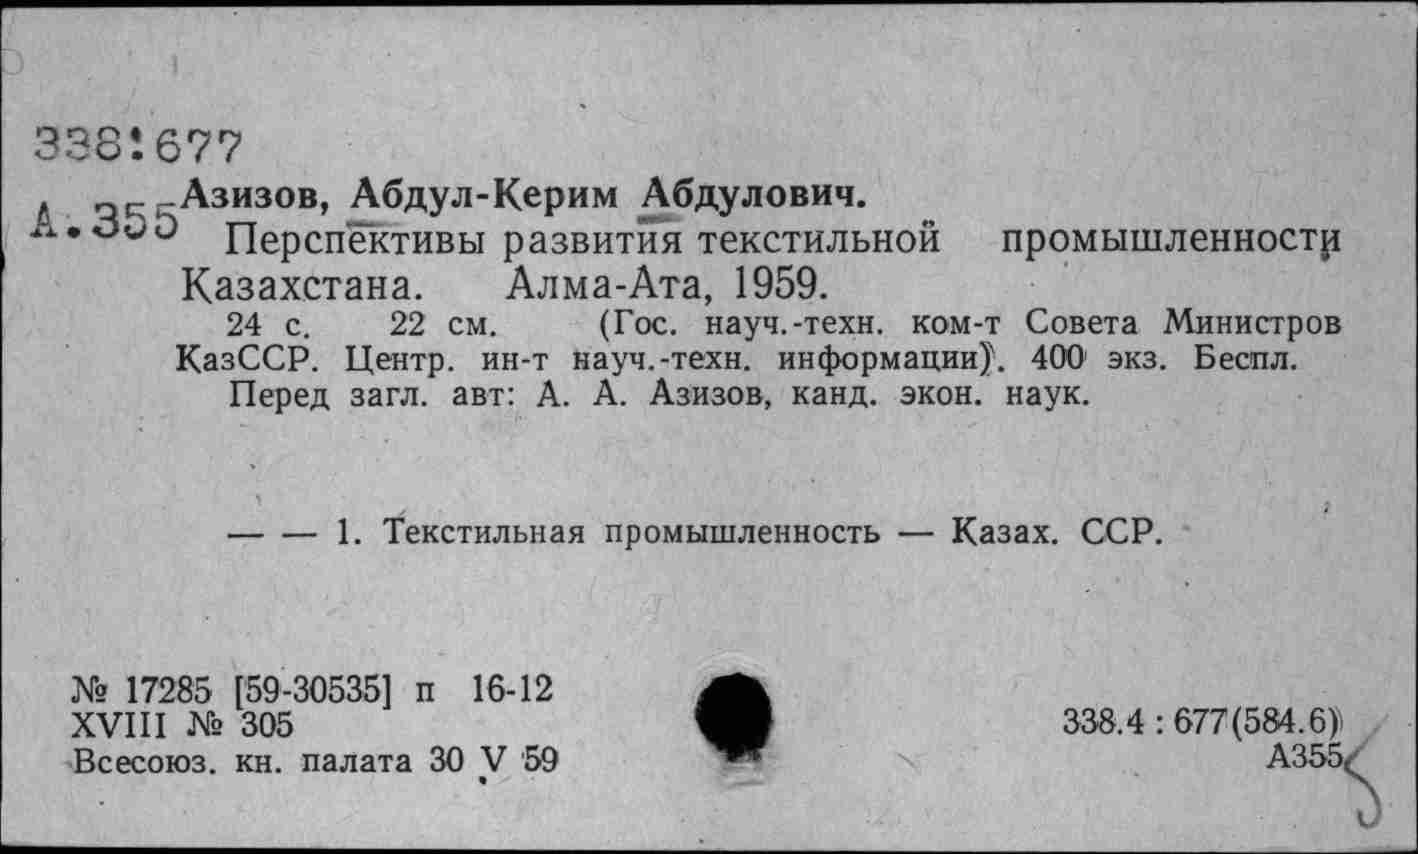 338:677
А.355
Азизов, Абдул-Керим Абдулович.
Перспективы развития текстильной промышленности
Казахстана. Алма-Ата, 1959.
24 с. 22 см. (Гос. науч.-техн. ком-т Совета Министров
КазССР. Центр. ин-т науч.-техн. информации). 400 экз. Беспл.
Перед загл. авт: А. А. Азизов, канд. экон. наук.
— — 1. Текстильная промышленность — Казах. ССР.
№ 17285 [59-30535] п 16-12
XVIII № 305
Всесоюз. кн. палата 30 V 59
338.4 : 677(584.6)
А355